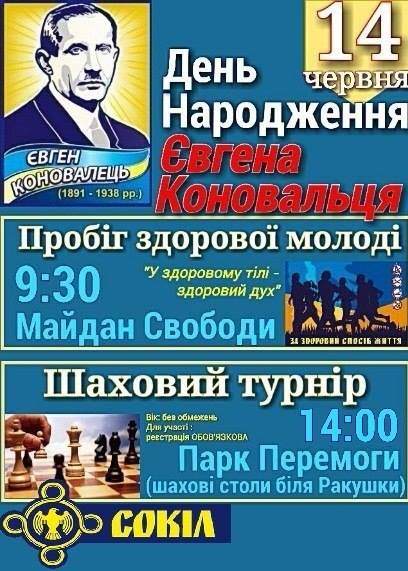 14
червня
День
Народження
Євгена
Коновальця
ЄВГЕН
КОНОВАЛЕЦЬ
(1891 - 1938 рр.)
Пробіг здорової молоді
9:30
"У здоровому тілі -
здоровий дух"
Майдан Свободи
ЗА ЗДОРОВИЙ СПОСІБ ЖИТТЯ
Шаховий турнір
Вік: без обмежень
Для участі :
реєстрація ОБОВ'ЯЗКОВА
14:00
Парк Перемоги
(шахові столи біля Ракушки)
СОКІЛ